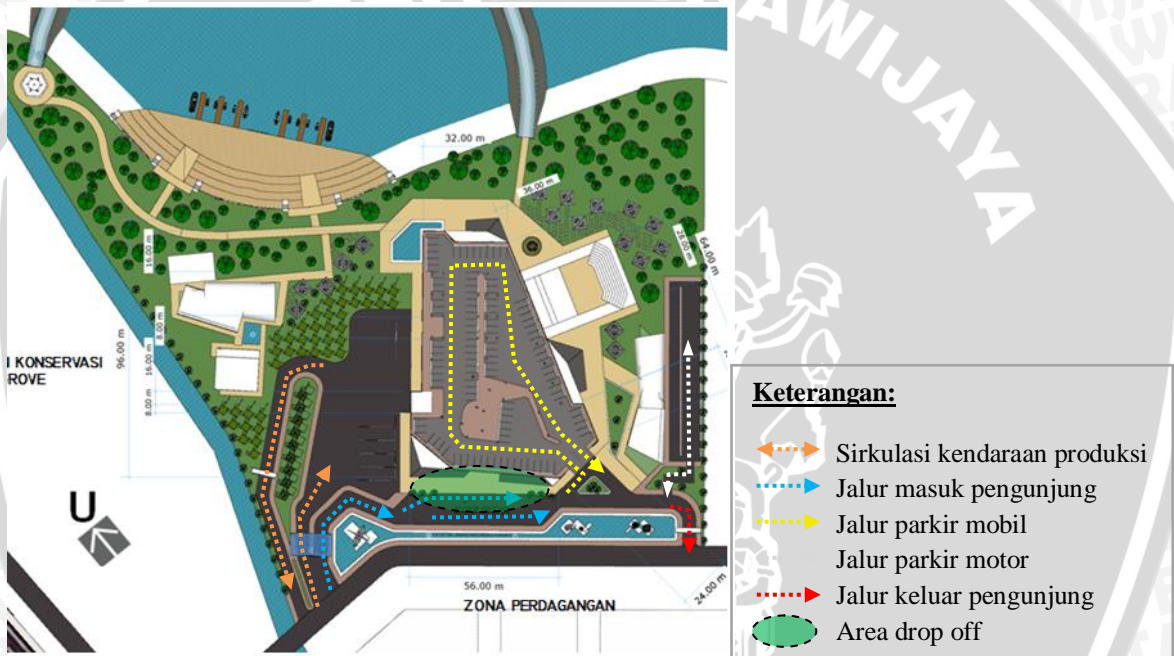 AWIJAYA
32.00 m
36.00 m
28.00 m
64.00 m
16.00 m
8.00 m
16.00 m
8.00 m
96.00 m
I KONSERVASI
ROVE
U
56.00 m
24.00 m
ZONA PERDAGANGAN
Keterangan:
Sirkulasi kendaraan produksi
Jalur masuk pengunjung
Jalur parkir mobil
Jalur parkir motor
Jalur keluar pengunjung
Area drop off